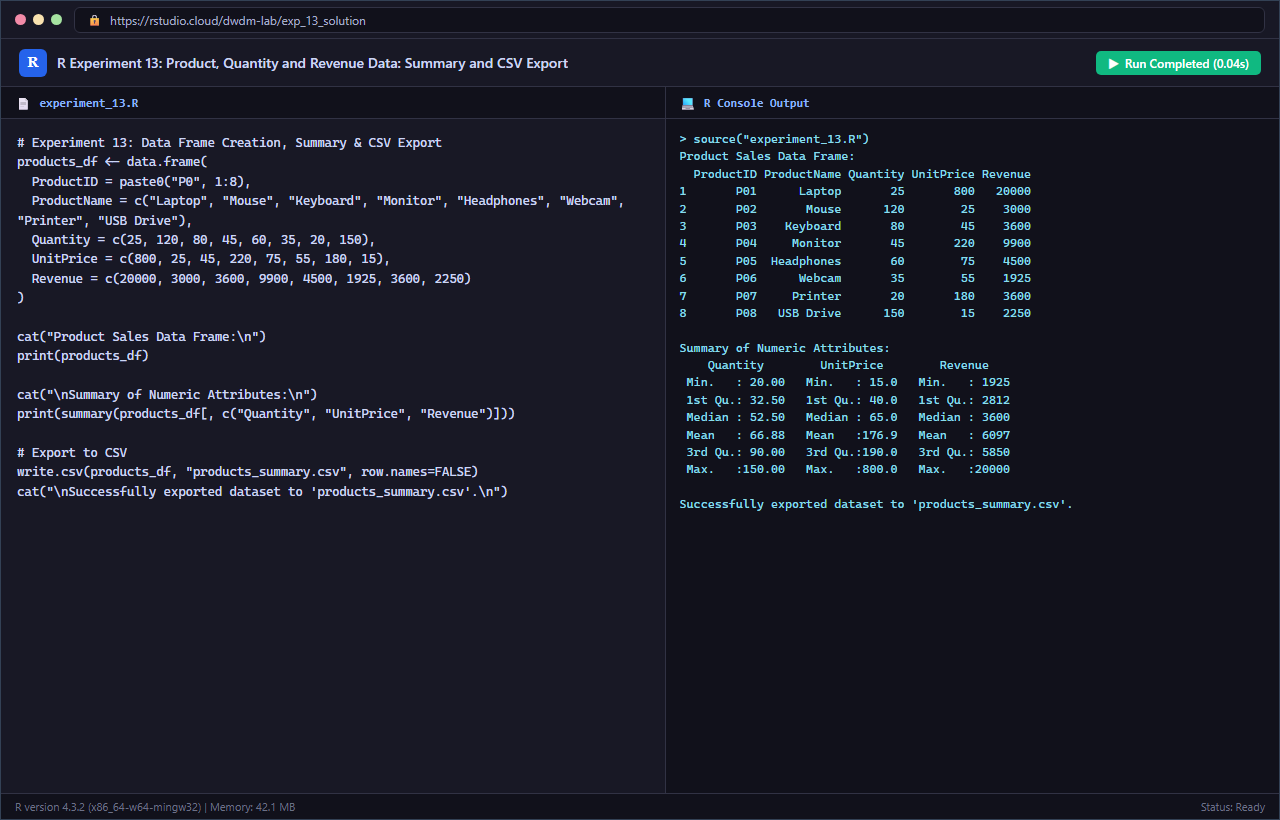 https://rstudio.cloud/dwdm-lab/exp_13_solution
R
R Experiment 13: Product, Quantity and Revenue Data: Summary and CSV Export
▶ Run Completed (0.04s)
experiment_13.R
# Experiment 13: Data Frame Creation, Summary & CSV Export
products_df <- data.frame(
  ProductID = paste0("P0", 1:8),
  ProductName = c("Laptop", "Mouse", "Keyboard", "Monitor", "Headphones", "Webcam",
"Printer", "USB Drive"),
  Quantity = c(25, 120, 80, 45, 60, 35, 20, 150),
  UnitPrice = c(800, 25, 45, 220, 75, 55, 180, 15),
  Revenue = c(20000, 3000, 3600, 9900, 4500, 1925, 3600, 2250)
)
cat("Product Sales Data Frame:\n")
print(products_df)
cat("\nSummary of Numeric Attributes:\n")
print(summary(products_df[, c("Quantity", "UnitPrice", "Revenue")]))
# Export to CSV
write.csv(products_df, "products_summary.csv", row.names=FALSE)
cat("\nSuccessfully exported dataset to 'products_summary.csv'.\n")
R Console Output
> source("experiment_13.R")
Product Sales Data Frame:
  ProductID ProductName Quantity UnitPrice Revenue
1       P01      Laptop       25       800   20000
2       P02       Mouse      120        25    3000
3       P03    Keyboard       80        45    3600
4       P04     Monitor       45       220    9900
5       P05  Headphones       60        75    4500
6       P06      Webcam       35        55    1925
7       P07     Printer       20       180    3600
8       P08   USB Drive      150        15    2250
Summary of Numeric Attributes:
    Quantity        UnitPrice        Revenue
 Min.   : 20.00   Min.   : 15.0   Min.   : 1925
 1st Qu.: 32.50   1st Qu.: 40.0   1st Qu.: 2812
 Median : 52.50   Median : 65.0   Median : 3600
 Mean   : 66.88   Mean   :176.9   Mean   : 6097
 3rd Qu.: 90.00   3rd Qu.:190.0   3rd Qu.: 5850
 Max.   :150.00   Max.   :800.0   Max.   :20000
Successfully exported dataset to 'products_summary.csv'.
R version 4.3.2 (x86_64-w64-mingw32) | Memory: 42.1 MB
Status: Ready